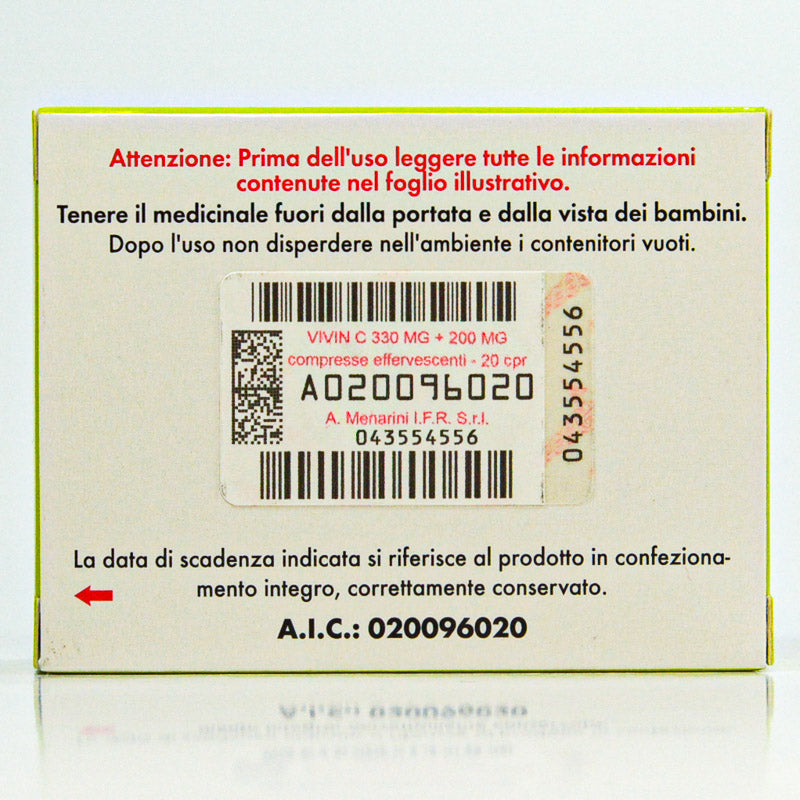 Attenzione: Prima dell'uso leggere tutte le informazioni
contenute nel foglio illustrativo.
Tenere il medicinale fuori dalla portata e dalla vista dei bambini.
Dopo l'uso non disperdere nell'ambiente i contenitori vuoti.
VIVIN C 330 MG + 200 MG
compresse effervescenti - 20 cpr
A020096020
A. Menarini I.F.R. S.r.l.
043554556
043554556
La data di scadenza indicata si riferisce al prodotto in confeziona-
mento integro, correttamente conservato.
A.I.C.: 020096020